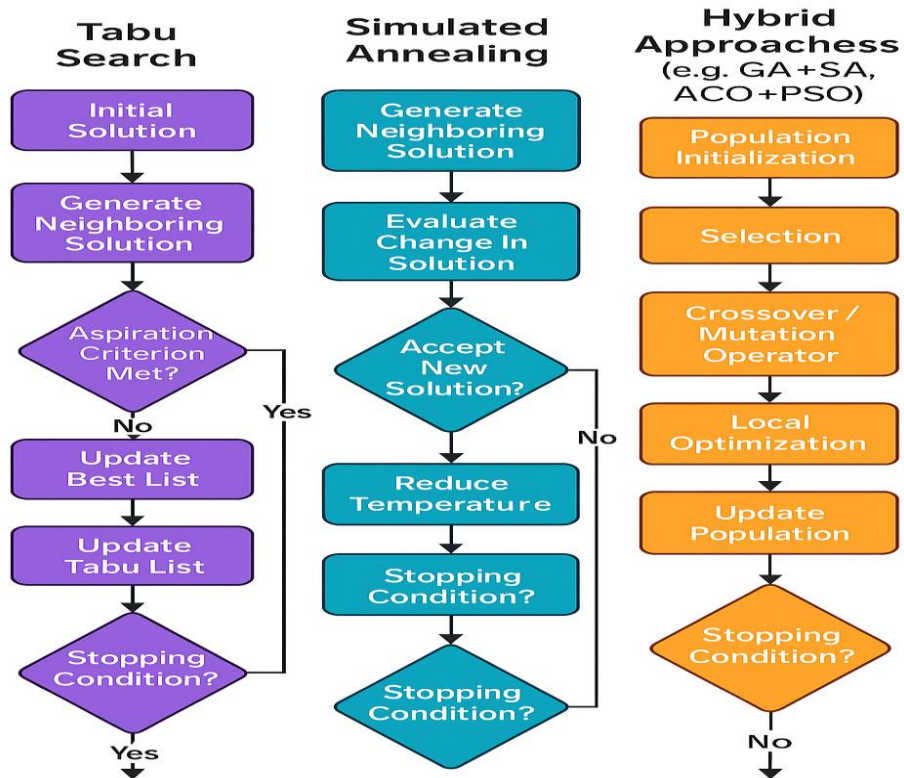 Tabu
Search
Initial
Solution
Generate
Neighboring
Solution
Aspiration
Criterion
Met?
Yes
No
Update
Best List
Update
Tabu List
Stopping
Condition?
Yes
Simulated
Annealing
Generate
Neighboring
Solution
Evaluate
Change In
Solution
Accept
New
Solution?
No
Reduce
Temperature
Stopping
Condition?
Stopping
Condition?
Hybrid
Approachess
(e.g. GA+SA,
ACO+PSO)
Population
Initialization
Selection
Crossover /
Mutation
Operator
Local
Optimization
Update
Population
Stopping
Condition?
No